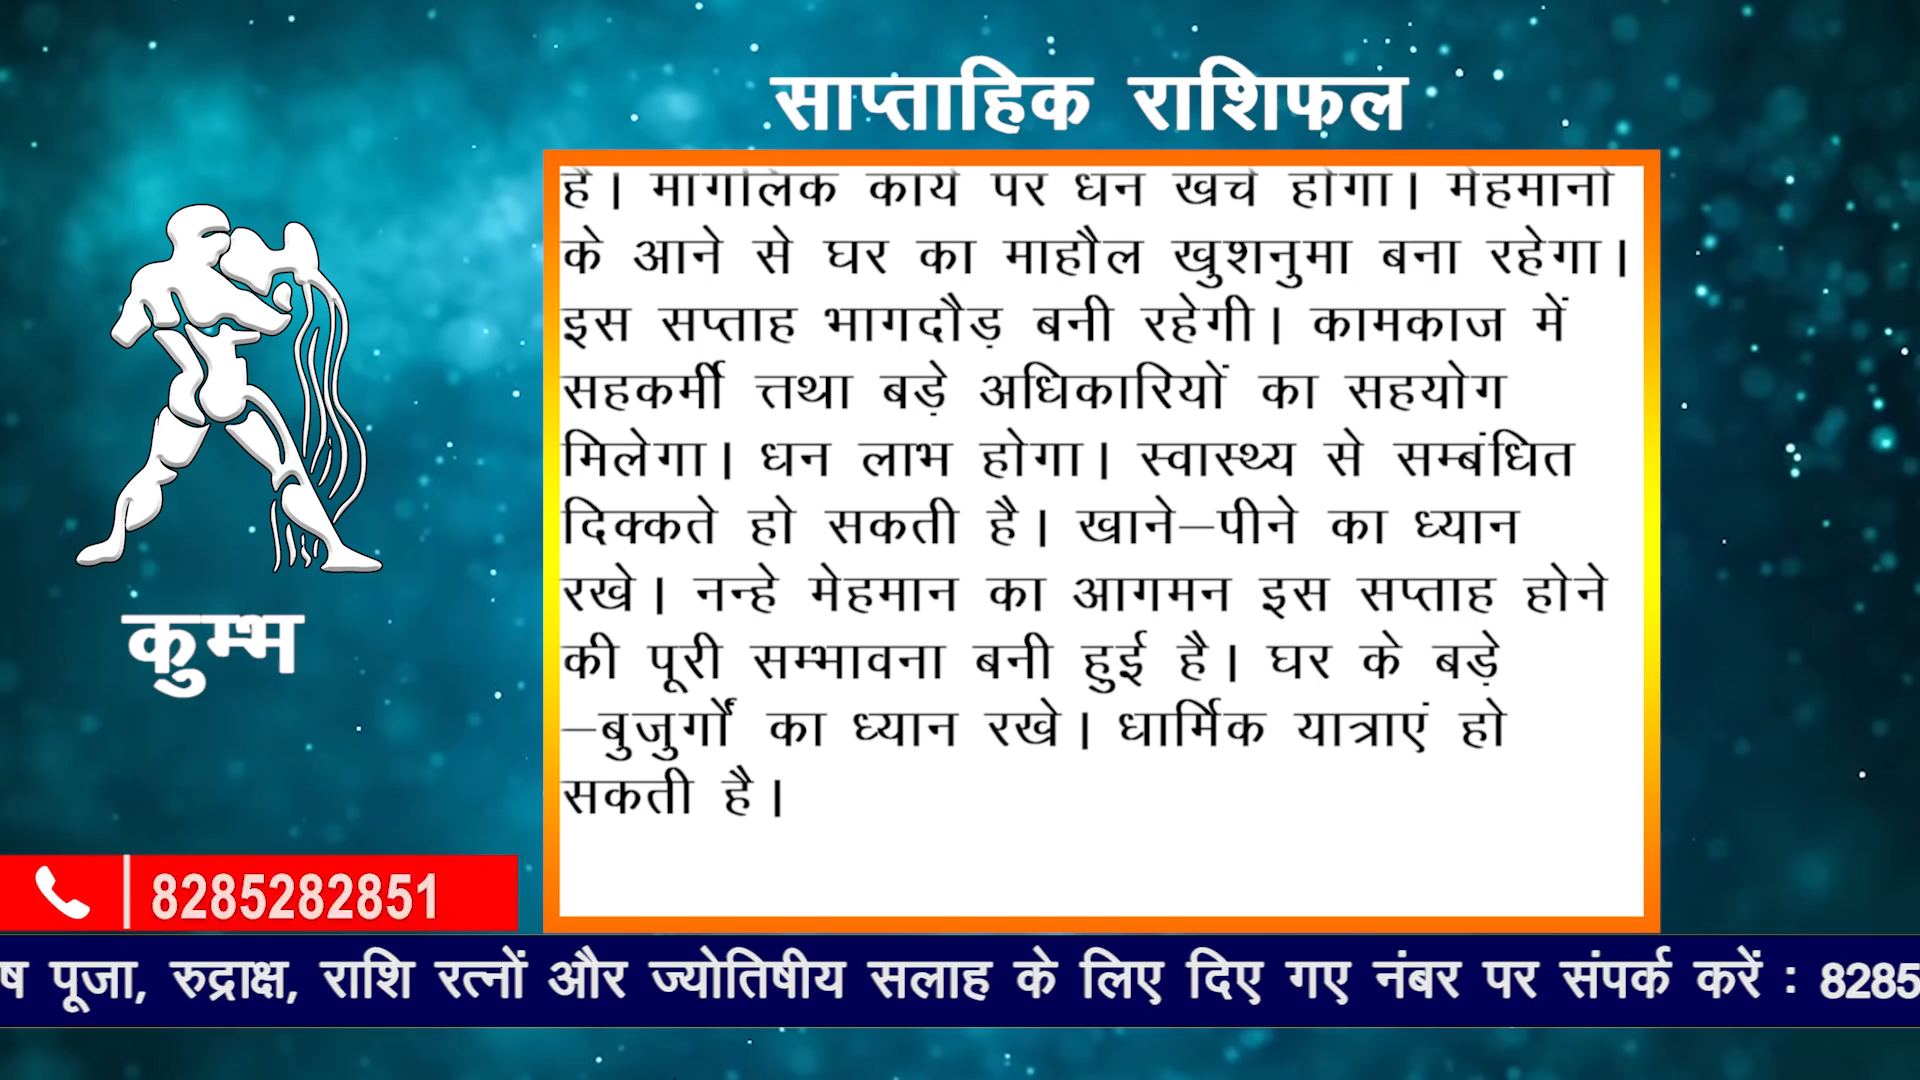 साप्ताहिक राशिफल
है। मांगलिक कार्य पर धन खर्च होगा। मेहमानों
के आने से घर का माहौल खुशनुमा बना रहेगा।
इस सप्ताह भागदौड़ बनी रहेगी। कामकाज में
सहकर्मी त्तथा बड़े अधिकारियों का सहयोग
मिलेगा। धन लाभ होगा। स्वास्थ्य से सम्बंधित
दिक्कते हो सकती है। खाने–पीने का ध्यान
रखे। नन्हे मेहमान का आगमन इस सप्ताह होने
की पूरी सम्भावना बनी हुई है। घर के बड़े
–बुजुर्गों का ध्यान रखे। धार्मिक यात्राएं हो
सकती है।
कुम्भ
8285282851
ष पूजा, रुद्राक्ष, राशि रत्नों और ज्योतिषीय सलाह के लिए दिए गए नंबर पर संपर्क करें : 8285